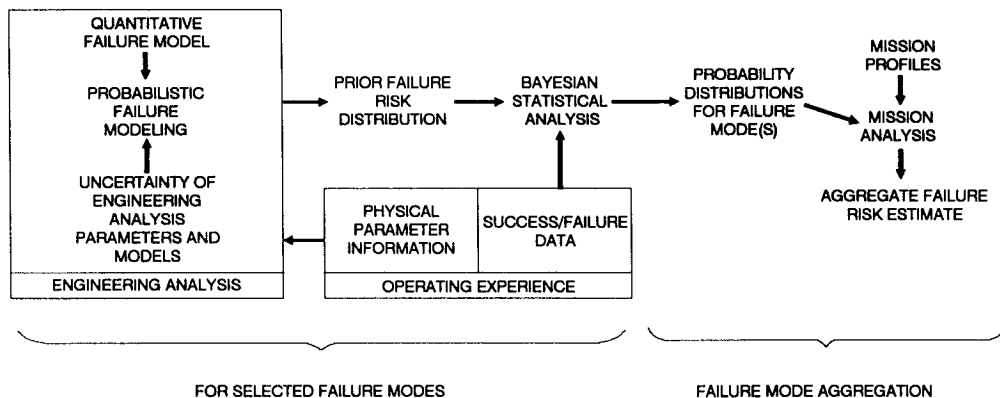 QUANTITATIVE
FAILURE MODEL
PROBABILISTIC
FAILURE
MODELING
UNCERTAINTY OF
ENGINEERING
ANALYSIS
PARAMETERS AND
MODELS
ENGINEERING ANALYSIS
PRIOR FAILURE
RISK
DISTRIBUTION
BAYESIAN
STATISTICAL
ANALYSIS
PHYSICAL
PARAMETER
INFORMATION
SUCCESS/FAILURE
DATA
OPERATING EXPERIENCE
PROBABILITY
DISTRIBUTIONS
FOR FAILURE
MODE(S)
MISSION
PROFILES
MISSION
ANALYSIS
AGGREGATE FAILURE
RISK ESTIMATE
FOR SELECTED FAILURE MODES
FAILURE MODE AGGREGATION